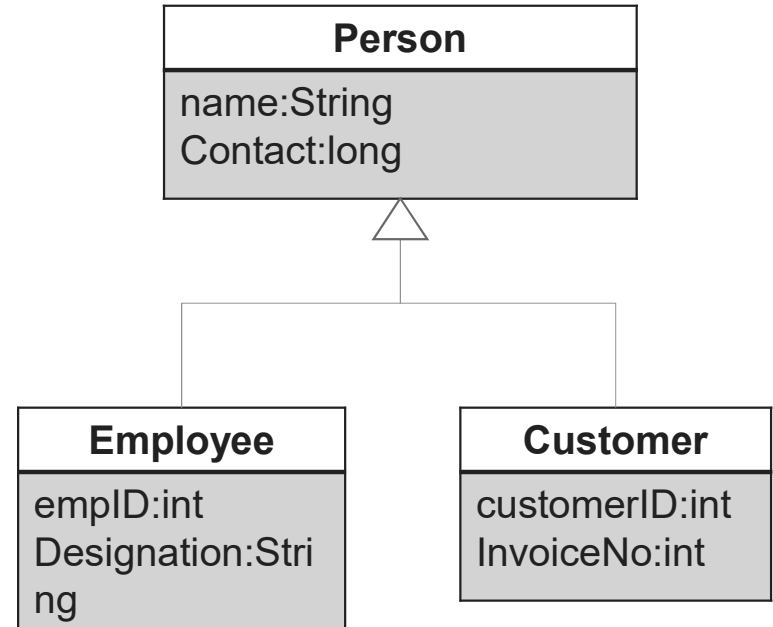 Person
name:String
Contact:long
Employee
empID:int
Designation:Stri
ng
Customer
customerID:int
InvoiceNo:int